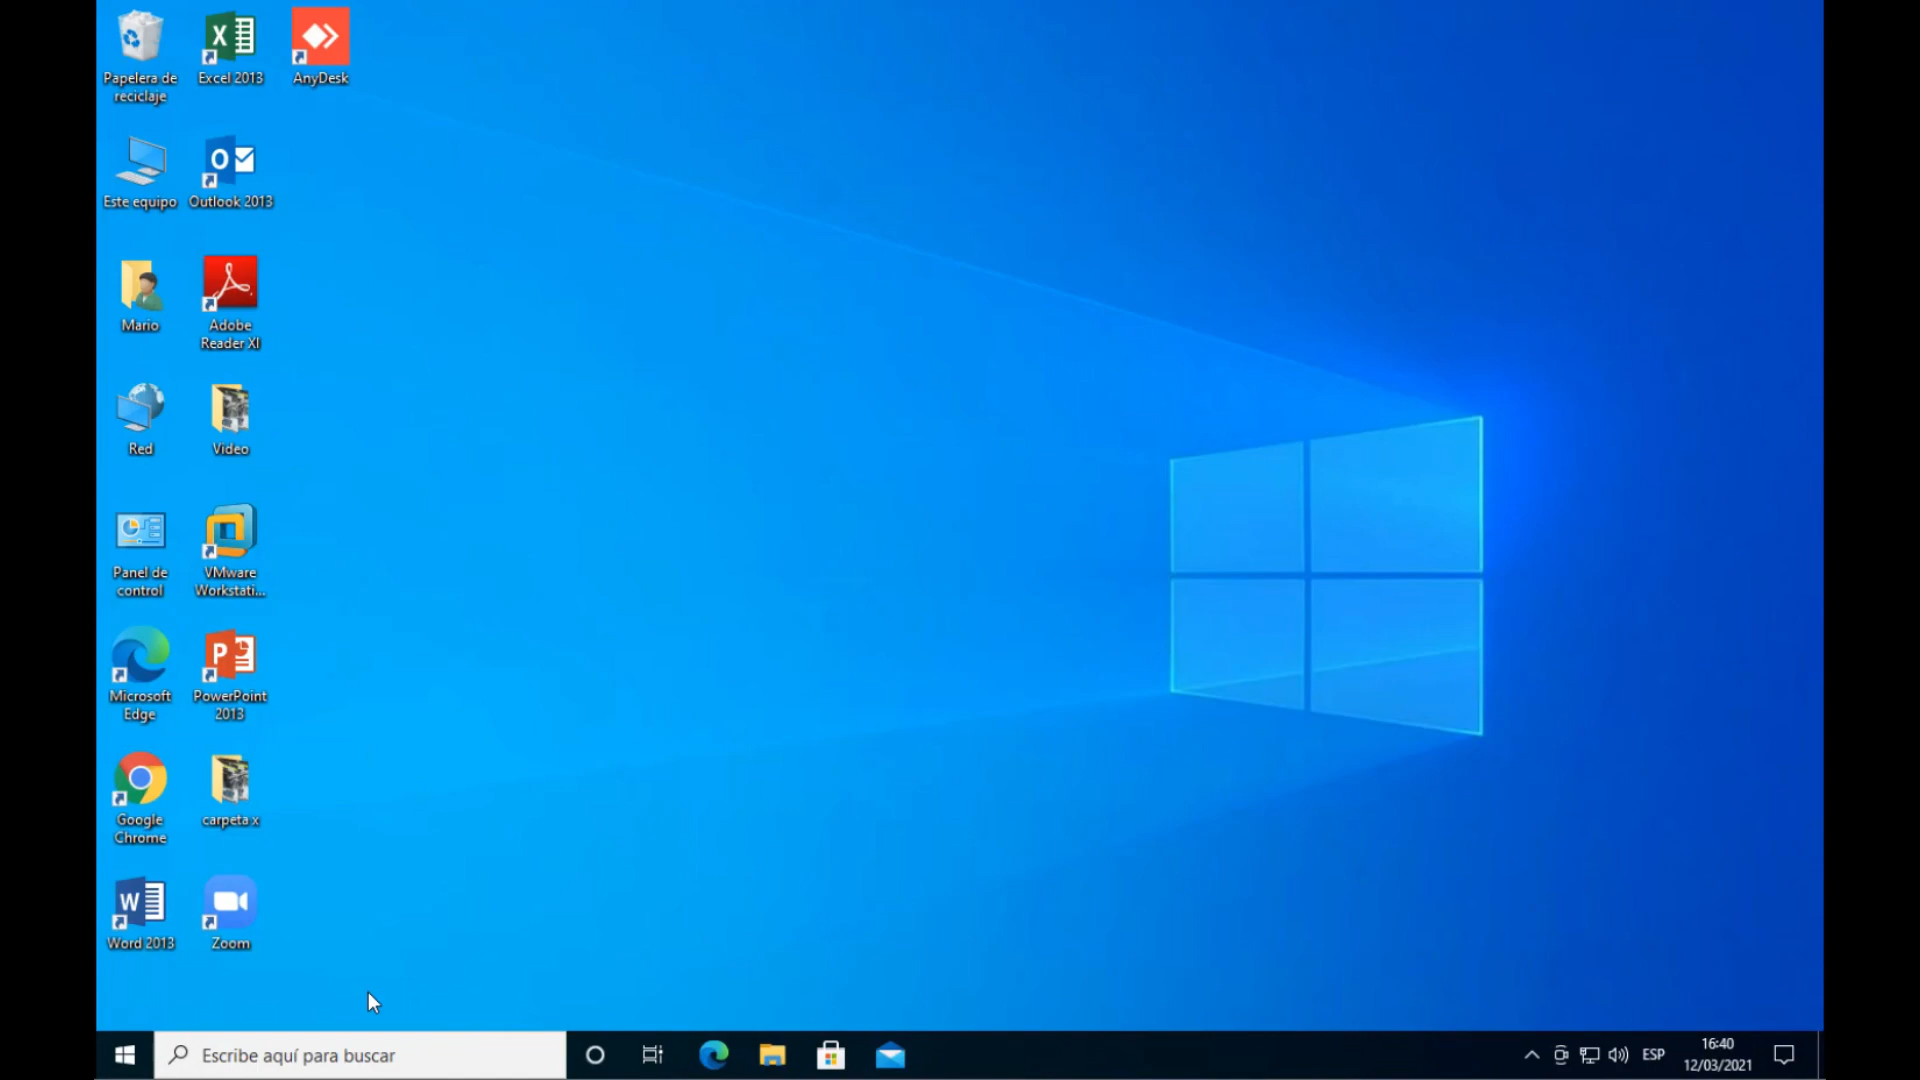 Papelera de
reciclaje
Excel 2013
AnyDesk
Este equipo
Outlook 2013
Mario
Adobe
Reader XI
Red
Video
Panel de
control
VMware
Workstati...
Microsoft
Edge
PowerPoint
2013
Google
Chrome
carpeta x
Word 2013
Zoom
Escribe aquí para buscar
ESP
16:40
12/03/2021